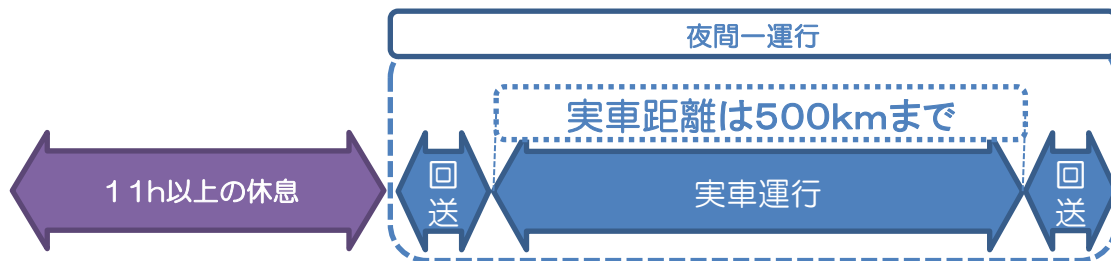 夜間一運行
実車距離は500kmまで
11h以上の休息
回送
実車運行
回送